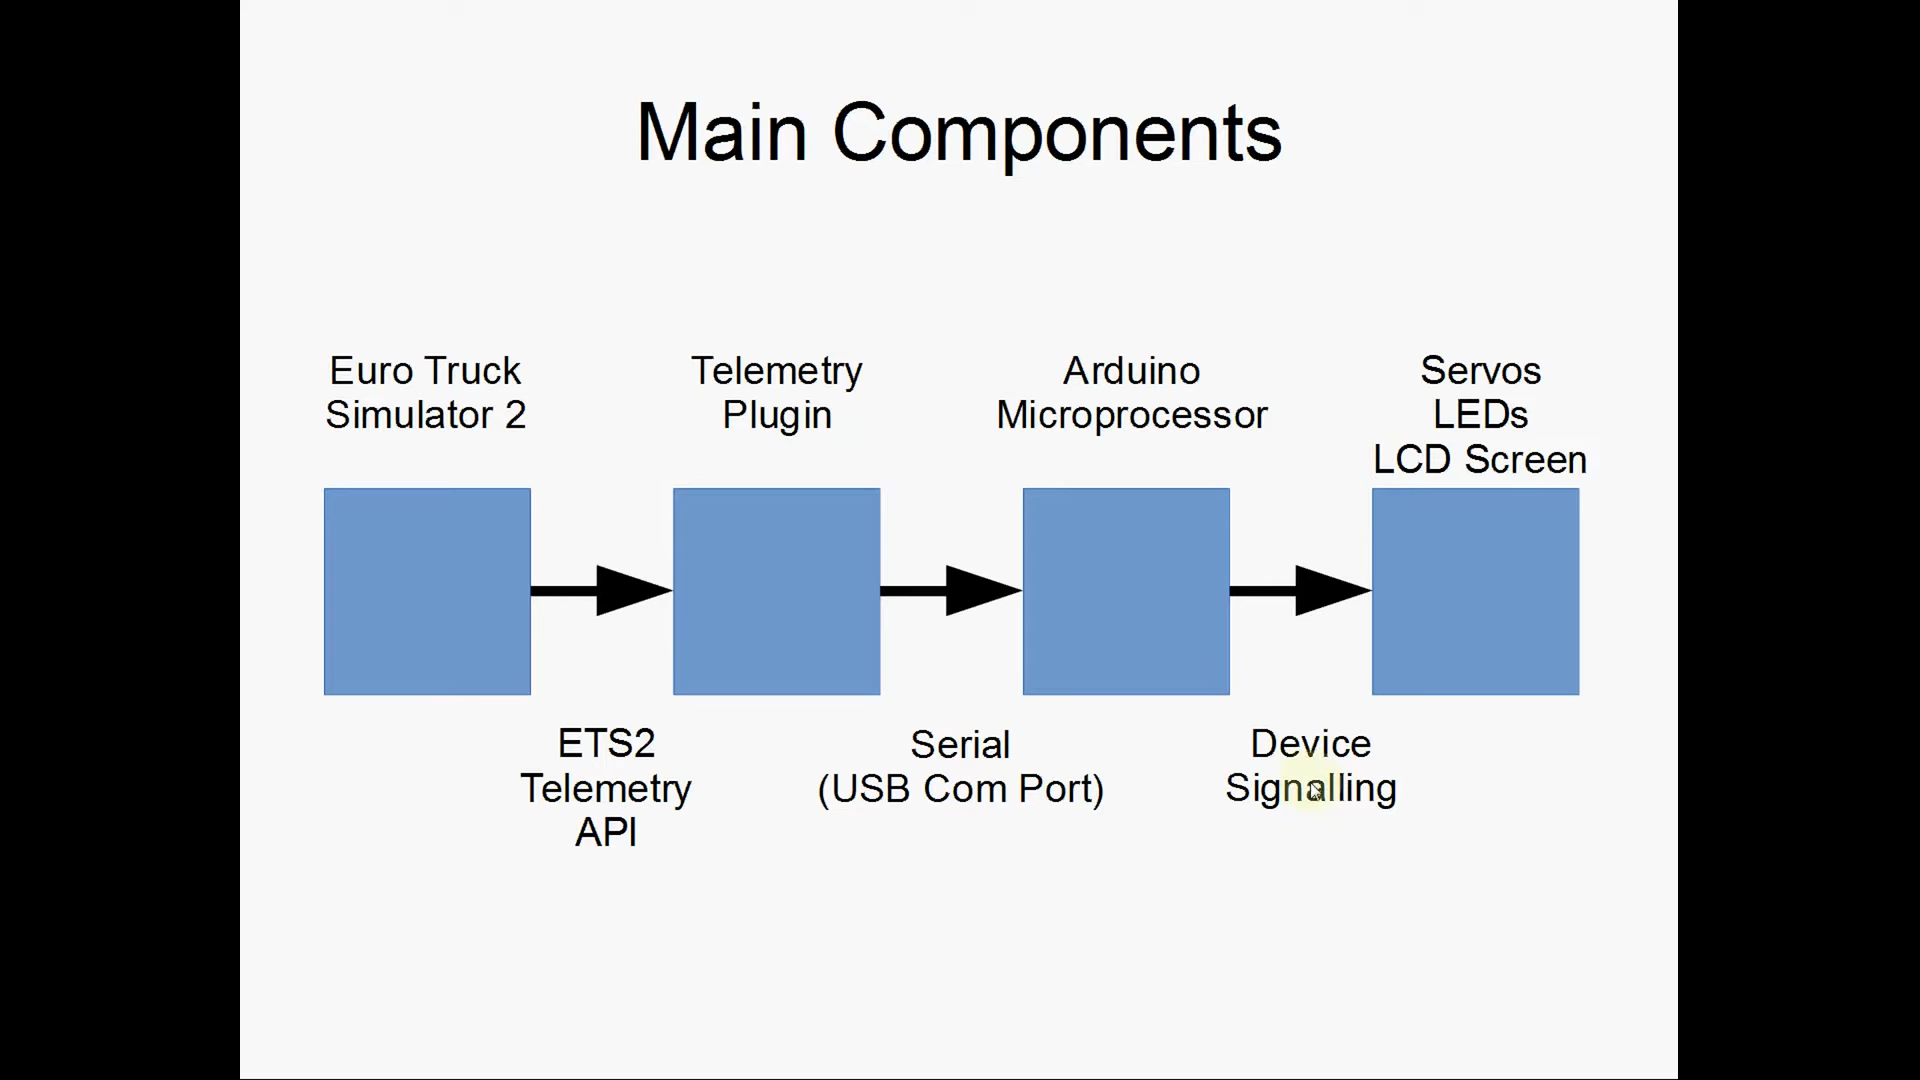 Main Components
Euro Truck
Simulator 2
Telemetry
Plugin
Arduino
Microprocessor
Servos
LEDs
LCD Screen
ETS2
Telemetry
API
Serial
(USB Com Port)
Device
Signalling